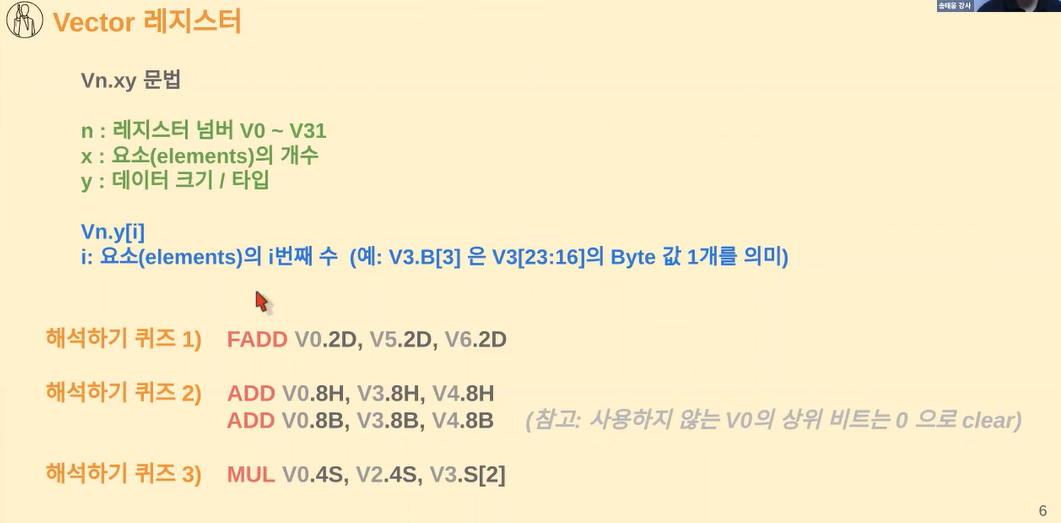 송태웅 강사
Vector 레지스터
Vn.xy 문법
n : 레지스터 넘버 V0 ~ V31
x : 요소(elements)의 개수
y : 데이터 크기 / 타입
Vn.y[i]
i: 요소(elements)의 i번째 수 (예: V3.B[3] 은 V3[23:16]의 Byte 값 1개를 의미)
해석하기 퀴즈 1) FADD V0.2D, V5.2D, V6.2D
해석하기 퀴즈 2) ADD V0.8H, V3.8H, V4.8H
ADD V0.8B, V3.8B, V4.8B (참고: 사용하지 않는 V0의 상위 비트는 0 으로 clear)
해석하기 퀴즈 3) MUL V0.4S, V2.4S, V3.S[2]
6